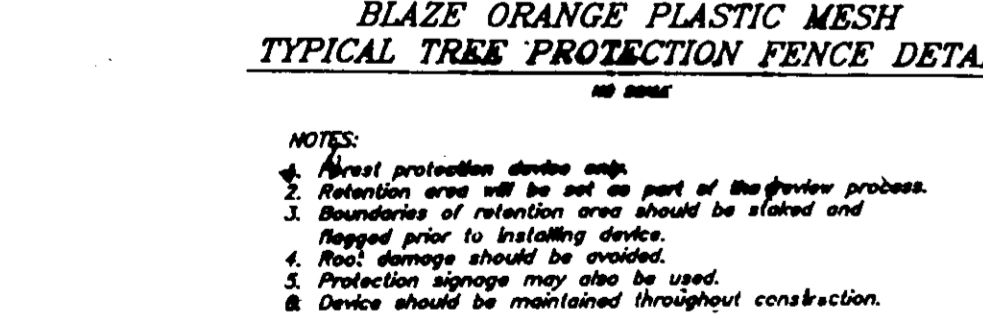 BLAZE ORANGE PLASTIC MESH
TYPICAL TREE PROTECTION FENCE DETA
NO SCALE
NOTES:
1. Forest protection device only.
2. Retention area will be set as part of the review process.
3. Boundaries of retention area should be staked and
flagged prior to installing device.
4. Root damage should be avoided.
5. Protection signage may also be used.
6. Device should be maintained throughout construction.